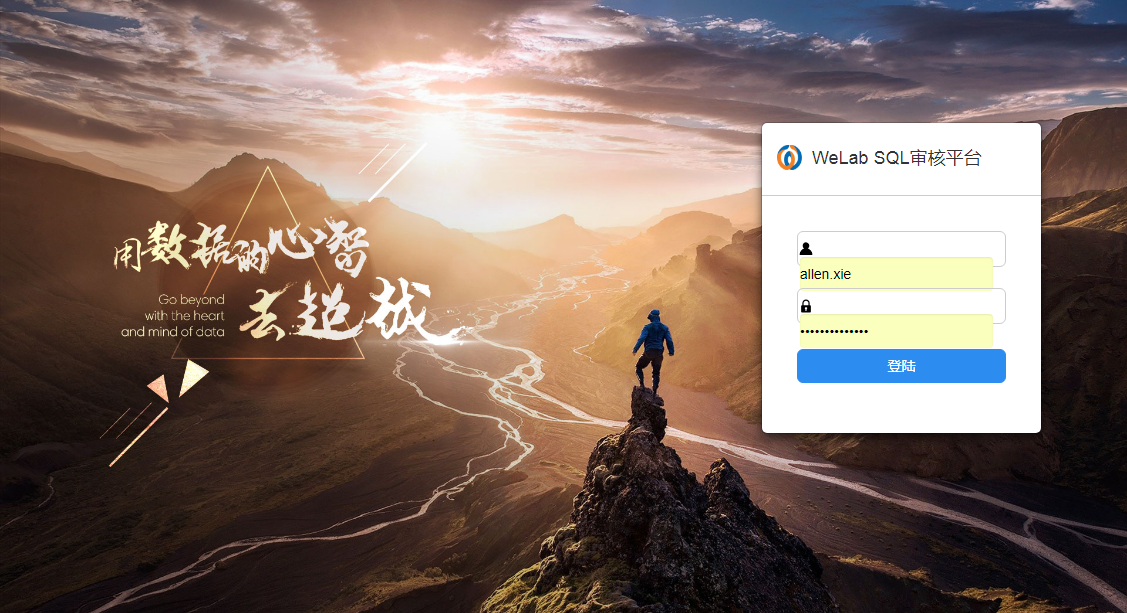 用数据的心智
去超越
Go beyond
with the heart
and mind of data
WeLab SQL审核平台
allen.xie
••••••••••••••
登陆